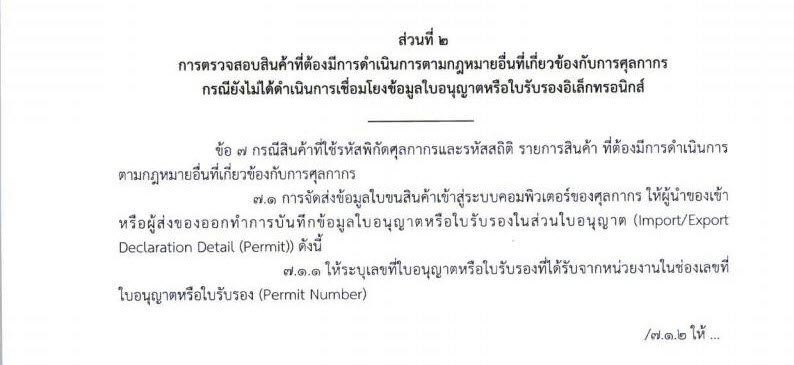 ส่วนที่ ๒
การตรวจสอบสินค้าที่ต้องมีการดำเนินการตามกฎหมายอื่นที่เกี่ยวข้องกับการศุลกากร
กรณียังไม่ได้ดำเนินการเชื่อมโยงข้อมูลใบอนุญาตหรือใบรับรองอิเล็กทรอนิกส์
ข้อ ๗ กรณีสินค้าที่ใช้รหัสพิกัดศุลกากรและรหัสสถิติ รายการสินค้า ที่ต้องมีการดำเนินการ
ตามกฎหมายอื่นที่เกี่ยวข้องกับการศุลกากร
๗.๑ การจัดส่งข้อมูลใบขนสินค้าเข้าสู่ระบบคอมพิวเตอร์ของศุลกากร ให้ผู้นำของเข้า
หรือผู้ส่งของออกทำการบันทึกข้อมูลใบอนุญาตหรือใบรับรองในส่วนใบอนุญาต (Import/Export
Declaration Detail (Permit)) ดังนี้
๗.๑.๑ ให้ระบุเลขที่ใบอนุญาตหรือใบรับรองที่ได้รับจากหน่วยงานในช่องเลขที่
ใบอนุญาตหรือใบรับรอง (Permit Number)
/๗.๑.๒ ให้ ...